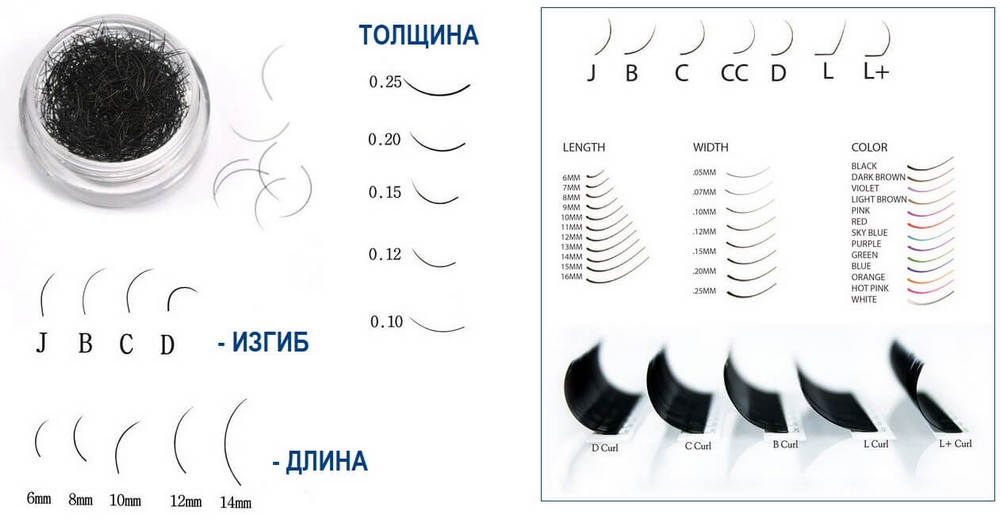 ТОЛЩИНА
0.25
0.20
0.15
0.12
0.10
J B C D - ИЗГИБ
6mm 8mm 10mm 12mm 14mm - ДЛИНА
J B C CC D L L+
LENGTH
6MM
7MM
8MM
9MM
10MM
11MM
12MM
13MM
14MM
15MM
16MM
WIDTH
.05MM
.07MM
.10MM
.12MM
.15MM
.20MM
.25MM
COLOR
BLACK
DARK BROWN
VIOLET
LIGHT BROWN
PINK
RED
SKY BLUE
PURPLE
GREEN
BLUE
ORANGE
HOT PINK
WHITE
D Curl C Curl B Curl L Curl L+ Curl